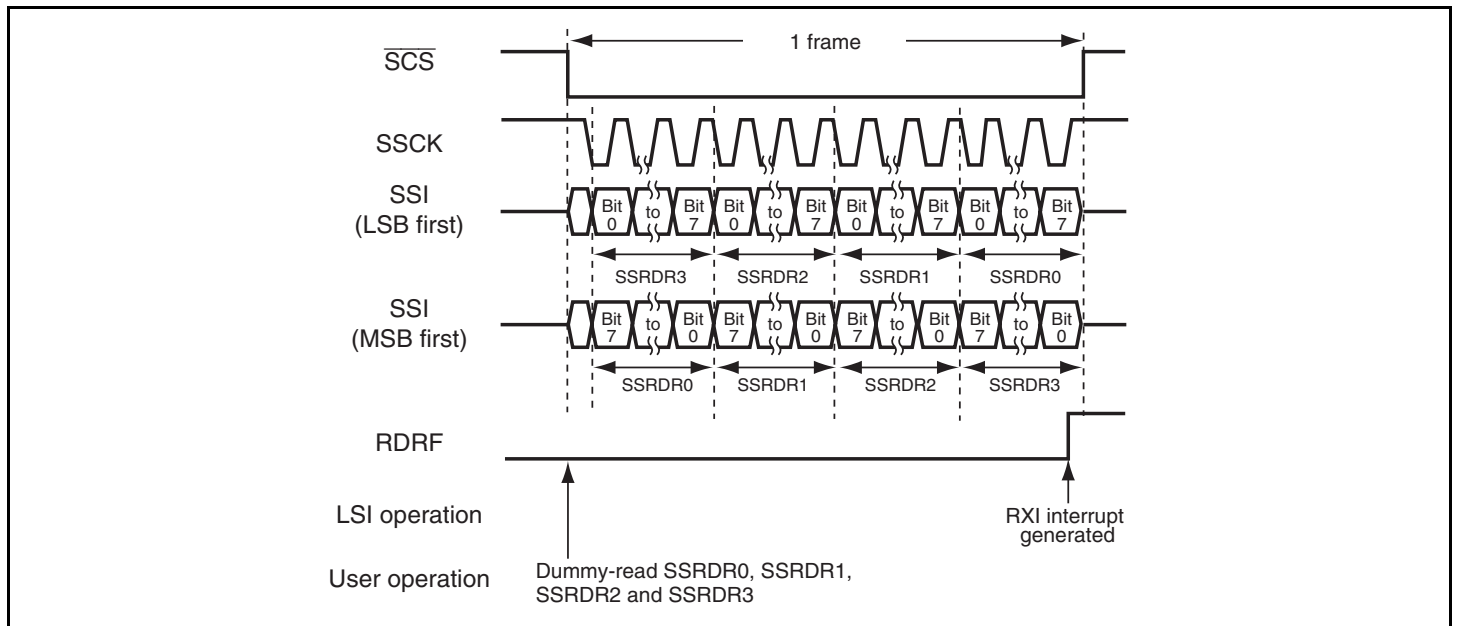 1 frame
SCS
SSCK
SSI
(LSB first)
Bit 0 to Bit 7 Bit 0 to Bit 7 Bit 0 to Bit 7 Bit 0 to Bit 7
SSRDR3 SSRDR2 SSRDR1 SSRDR0
SSI
(MSB first)
Bit 7 to Bit 0 Bit 7 to Bit 0 Bit 7 to Bit 0 Bit 7 to Bit 0
SSRDR0 SSRDR1 SSRDR2 SSRDR3
RDRF
LSI operation
RXI interrupt
generated
User operation
Dummy-read SSRDR0, SSRDR1,
SSRDR2 and SSRDR3